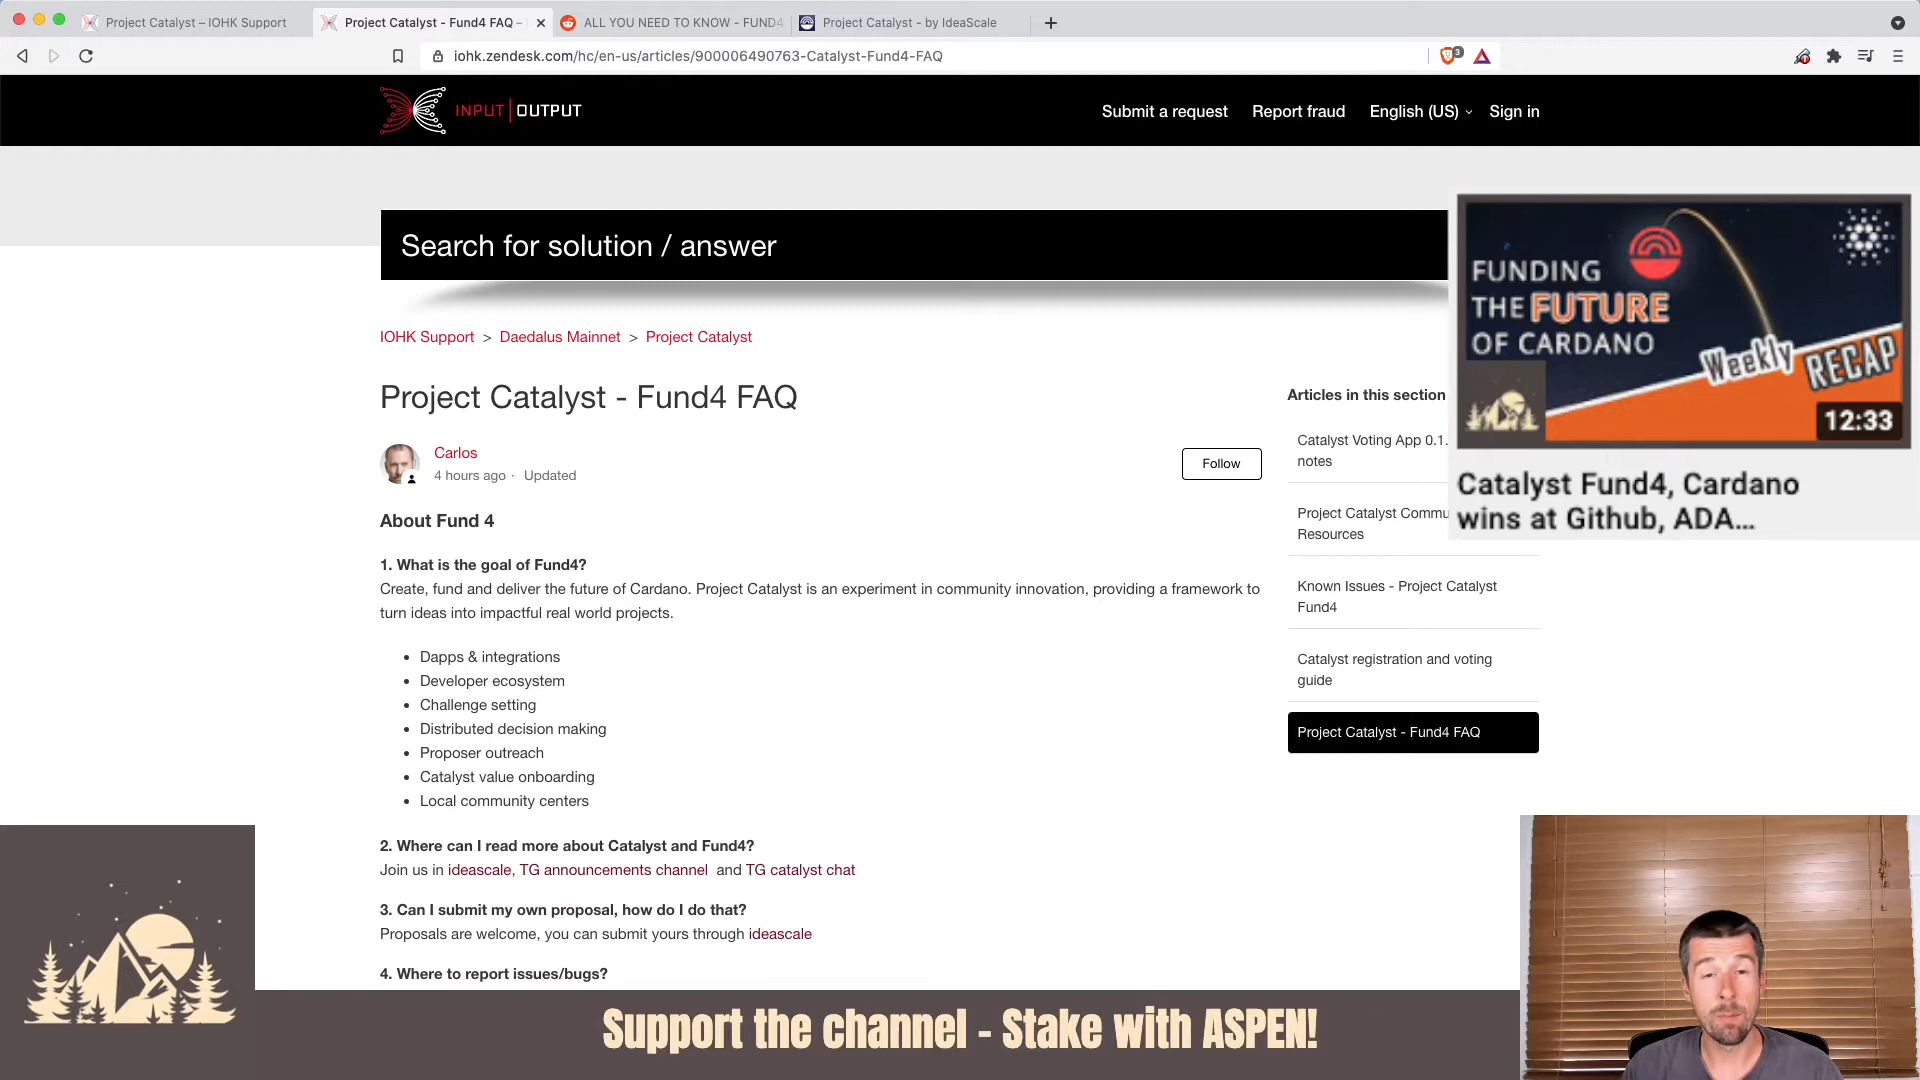 Project Catalyst – IOHK Support
Project Catalyst - Fund4 FAQ –
ALL YOU NEED TO KNOW - FUND4
Project Catalyst - by IdeaScale
iohk.zendesk.com/hc/en-us/articles/900006490763-Catalyst-Fund4-FAQ
3
INPUT | OUTPUT
Submit a request
Report fraud
English (US)
Sign in
Search for solution / answer
IOHK Support > Daedalus Mainnet > Project Catalyst
Project Catalyst - Fund4 FAQ
Carlos
4 hours ago · Updated
Follow
About Fund 4
1. What is the goal of Fund4?
Create, fund and deliver the future of Cardano. Project Catalyst is an experiment in community innovation, providing a framework to
turn ideas into impactful real world projects.
• Dapps & integrations
• Developer ecosystem
• Challenge setting
• Distributed decision making
• Proposer outreach
• Catalyst value onboarding
• Local community centers
2. Where can I read more about Catalyst and Fund4?
Join us in ideascale, TG announcements channel and TG catalyst chat
3. Can I submit my own proposal, how do I do that?
Proposals are welcome, you can submit yours through ideascale
4. Where to report issues/bugs?
Articles in this section
Catalyst Voting App 0.1.
notes
Project Catalyst Commu
Resources
Known Issues - Project Catalyst
Fund4
Catalyst registration and voting
guide
Project Catalyst - Fund4 FAQ
FUNDING
THE FUTURE
OF CARDANO
Weekly
RECAP
12:33
Catalyst Fund4, Cardano
wins at Github, ADA...
Support the channel - Stake with ASPEN!